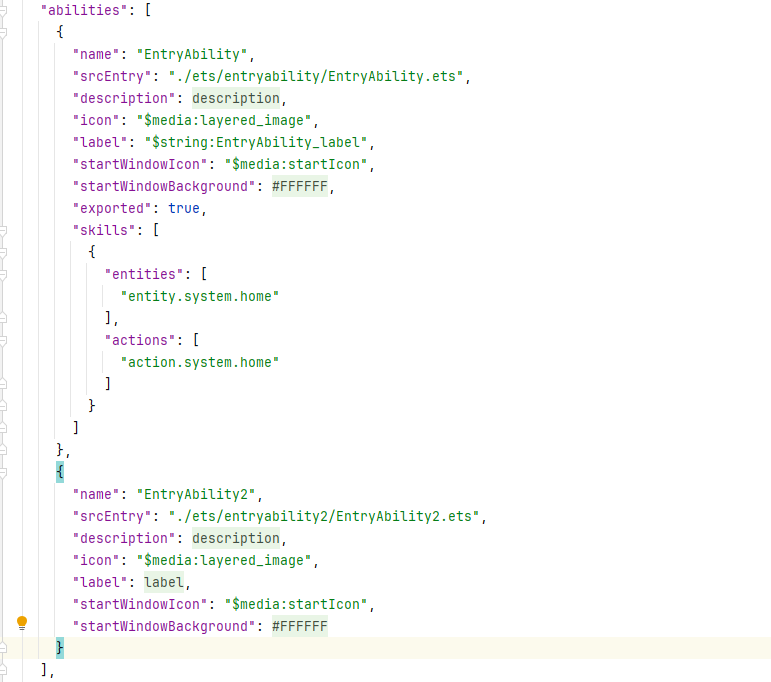 "abilities": [
{
"name": "EntryAbility",
"srcEntry": "./ets/entryability/EntryAbility.ets",
"description": description,
"icon": "$media:layered_image",
"label": "$string:EntryAbility_label",
"startWindowIcon": "$media:startIcon",
"startWindowBackground": #FFFFFF,
"exported": true,
"skills": [
{
"entities": [
"entity.system.home"
],
"actions": [
"action.system.home"
]
}
]
},
{
"name": "EntryAbility2",
"srcEntry": "./ets/entryability2/EntryAbility2.ets",
"description": description,
"icon": "$media:layered_image",
"label": label,
"startWindowIcon": "$media:startIcon",
"startWindowBackground": #FFFFFF
}
],